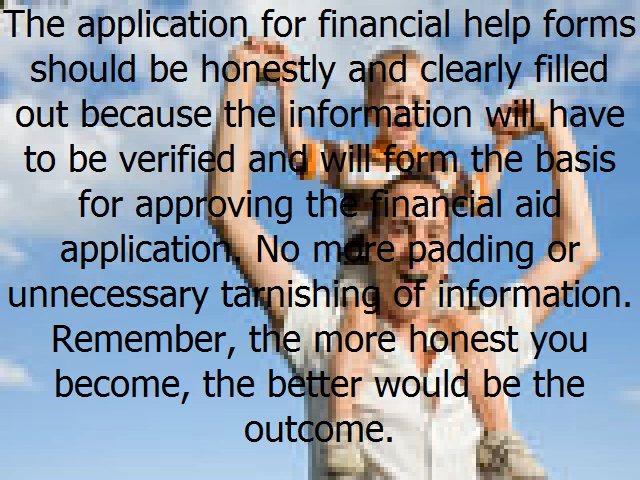 The application for financial help forms
should be honestly and clearly filled
out because the information will have
to be verified and will form the basis
for approving the financial aid
application. No more padding or
unnecessary tarnishing of information.
Remember, the more honest you
become, the better would be the
outcome.